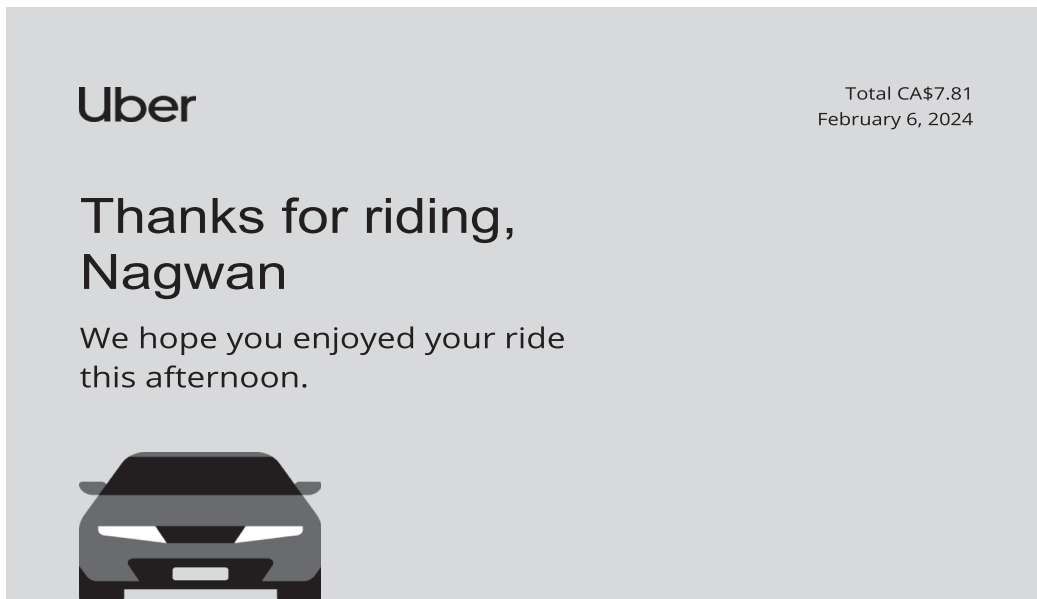 Uber
Total CA$7.81
February 6, 2024
Thanks for riding,
Nagwan
We hope you enjoyed your ride
this afternoon.